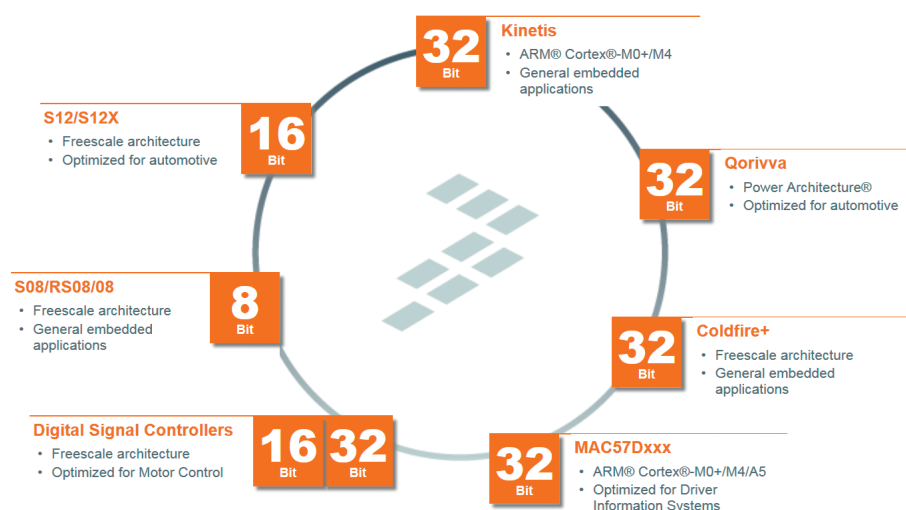 32
Bit
Kinetis
• ARM® Cortex®-M0+/M4
• General embedded
applications
S12/S12X
• Freescale architecture
• Optimized for automotive
16
Bit
32
Bit
Qorivva
• Power Architecture®
• Optimized for automotive
S08/RS08/08
• Freescale architecture
• General embedded
applications
8
Bit
32
Bit
Coldfire+
• Freescale architecture
• General embedded
applications
Digital Signal Controllers
• Freescale architecture
• Optimized for Motor Control
16
Bit
32
Bit
32
Bit
MAC57Dxxx
• ARM® Cortex®-M0+/M4/A5
• Optimized for Driver
Information Systems